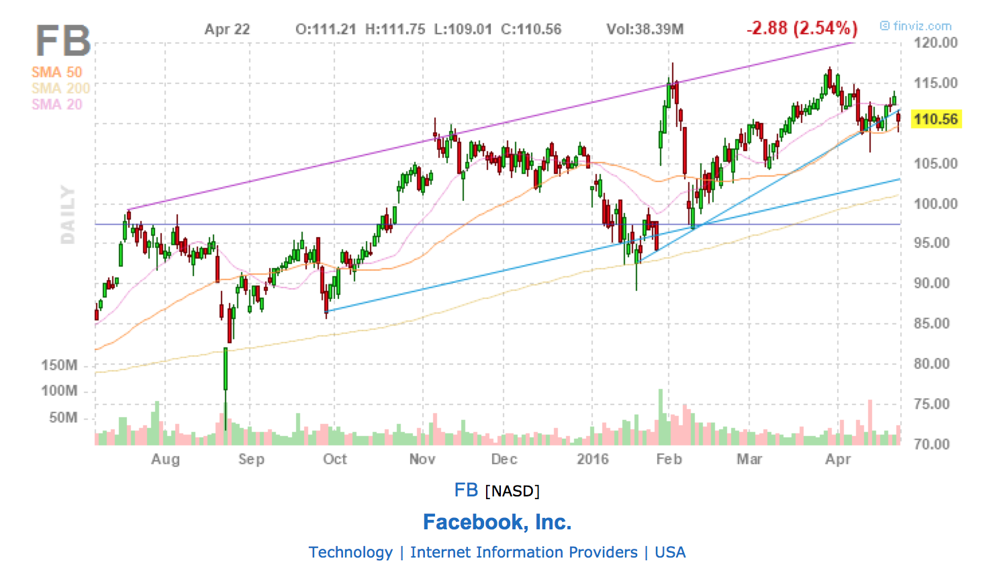 FB
Apr 22 O:111.21 H:111.75 L:109.01 C:110.56 Vol:38.39M -2.88 (2.54%) © finviz.com
SMA 50
SMA 200
SMA 20
DAILY
120.00
115.00
110.56
105.00
100.00
95.00
90.00
85.00
80.00
75.00
70.00
150M
100M
50M
Aug Sep Oct Nov Dec 2016 Feb Mar Apr
FB [NASD]
Facebook, Inc.
Technology | Internet Information Providers | USA